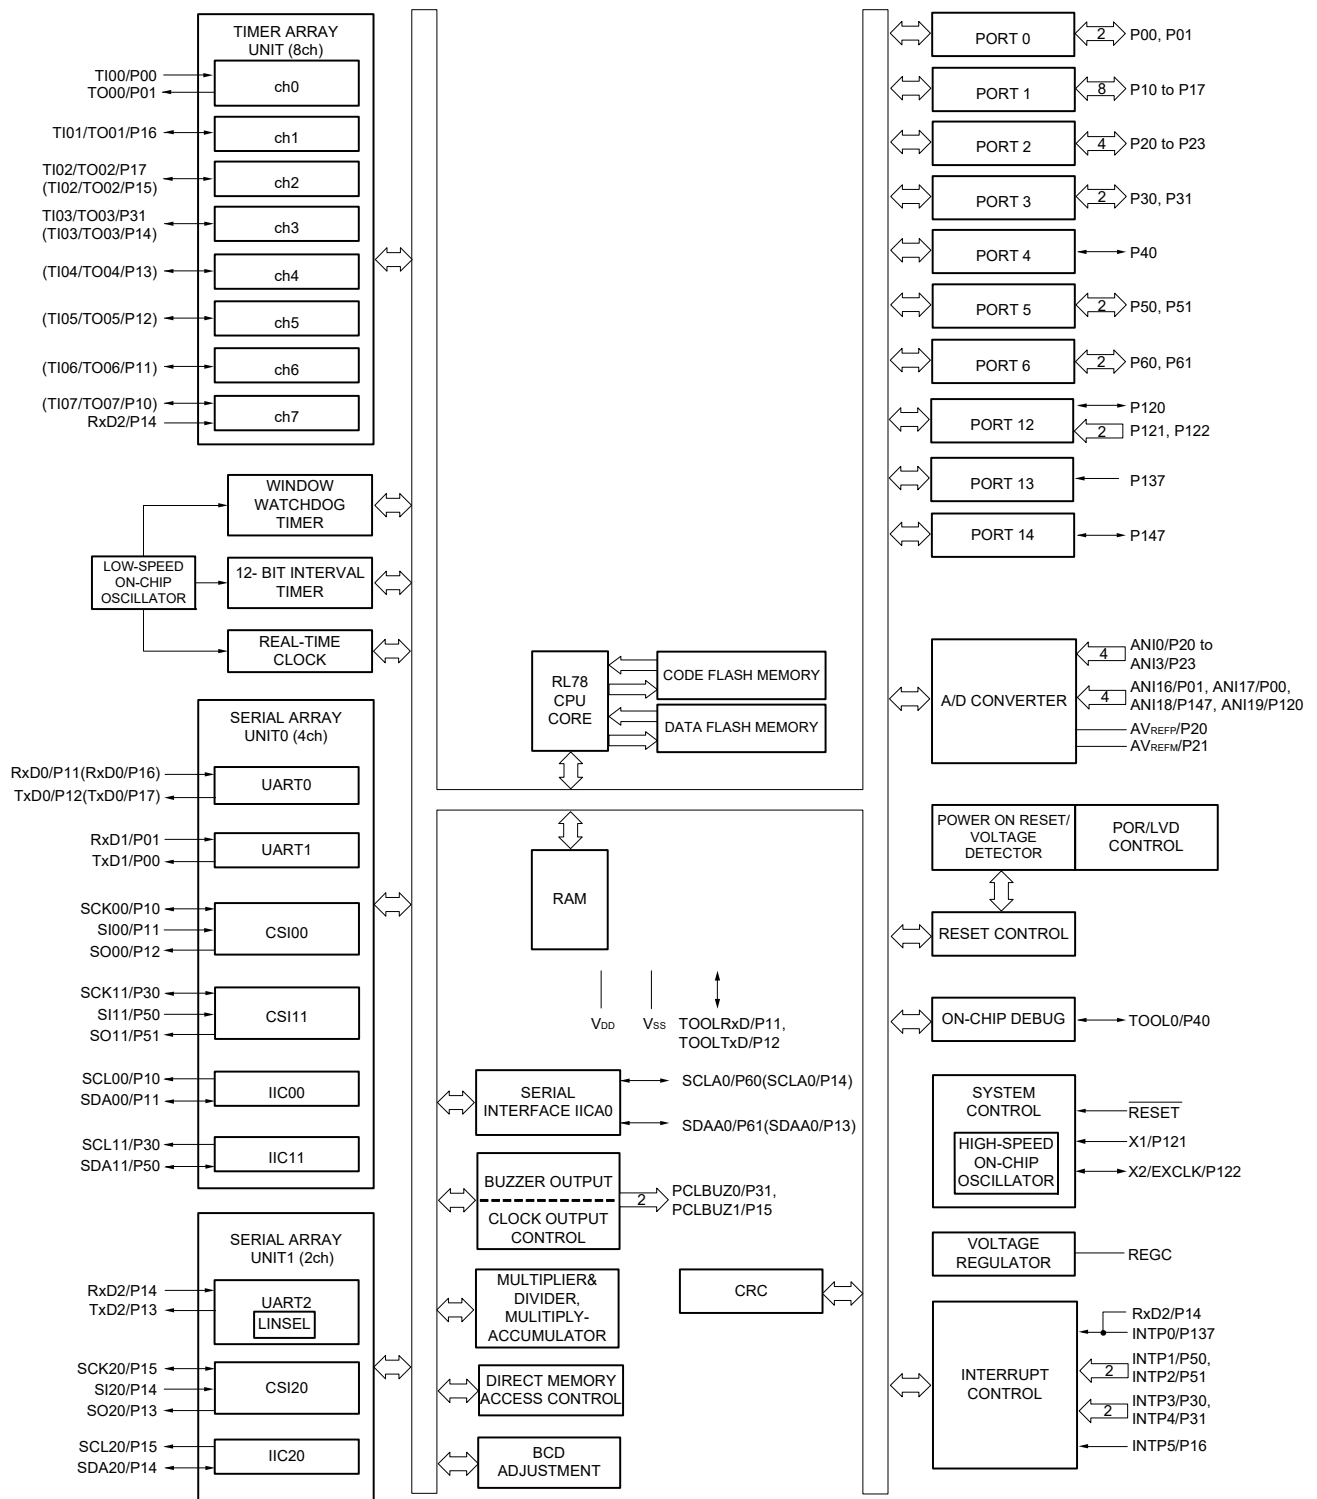 TIMER ARRAY
UNIT (8ch)
TI00/P00
TO00/P01
ch0
TI01/TO01/P16
ch1
TI02/TO02/P17
(TI02/TO02/P15)
ch2
TI03/TO03/P31
(TI03/TO03/P14)
ch3
(TI04/TO04/P13)
ch4
(TI05/TO05/P12)
ch5
(TI06/TO06/P11)
ch6
(TI07/TO07/P10)
RxD2/P14
ch7
LOW-SPEED
ON-CHIP
OSCILLATOR
WINDOW
WATCHDOG
TIMER
12- BIT INTERVAL
TIMER
REAL-TIME
CLOCK
SERIAL ARRAY
UNIT0 (4ch)
RxD0/P11(RxD0/P16)
TxD0/P12(TxD0/P17)
UART0
RxD1/P01
TxD1/P00
UART1
SCK00/P10
SI00/P11
SO00/P12
CSI00
SCK11/P30
SI11/P50
SO11/P51
CSI11
SCL00/P10
SDA00/P11
IIC00
SCL11/P30
SDA11/P50
IIC11
SERIAL ARRAY
UNIT1 (2ch)
RxD2/P14
TxD2/P13
UART2
LINSEL
SCK20/P15
SI20/P14
SO20/P13
CSI20
SCL20/P15
SDA20/P14
IIC20
RL78
CPU
CORE
CODE FLASH MEMORY
DATA FLASH MEMORY
RAM
VDD
VSS
TOOLRxD/P11,
TOOLTxD/P12
SERIAL
INTERFACE IICA0
SCLA0/P60(SCLA0/P14)
SDAA0/P61(SDAA0/P13)
BUZZER OUTPUT
CLOCK OUTPUT
CONTROL
2
PCLBUZ0/P31,
PCLBUZ1/P15
MULTIPLIER&
DIVIDER,
MULITIPLY-
ACCUMULATOR
DIRECT MEMORY
ACCESS CONTROL
BCD
ADJUSTMENT
CRC
PORT 0
2
P00, P01
PORT 1
8
P10 to P17
PORT 2
4
P20 to P23
PORT 3
2
P30, P31
PORT 4
P40
PORT 5
2
P50, P51
PORT 6
2
P60, P61
PORT 12
P120
2
P121, P122
PORT 13
P137
PORT 14
P147
A/D CONVERTER
4
ANI0/P20 to
ANI3/P23
4
ANI16/P01, ANI17/P00,
ANI18/P147, ANI19/P120
AVREFP/P20
AVREFM/P21
POWER ON RESET/
VOLTAGE
DETECTOR
POR/LVD
CONTROL
RESET CONTROL
ON-CHIP DEBUG
TOOL0/P40
SYSTEM
CONTROL
HIGH-SPEED
ON-CHIP
OSCILLATOR
RESET
X1/P121
X2/EXCLK/P122
VOLTAGE
REGULATOR
REGC
INTERRUPT
CONTROL
RxD2/P14
INTP0/P137
2
INTP1/P50,
INTP2/P51
2
INTP3/P30,
INTP4/P31
INTP5/P16